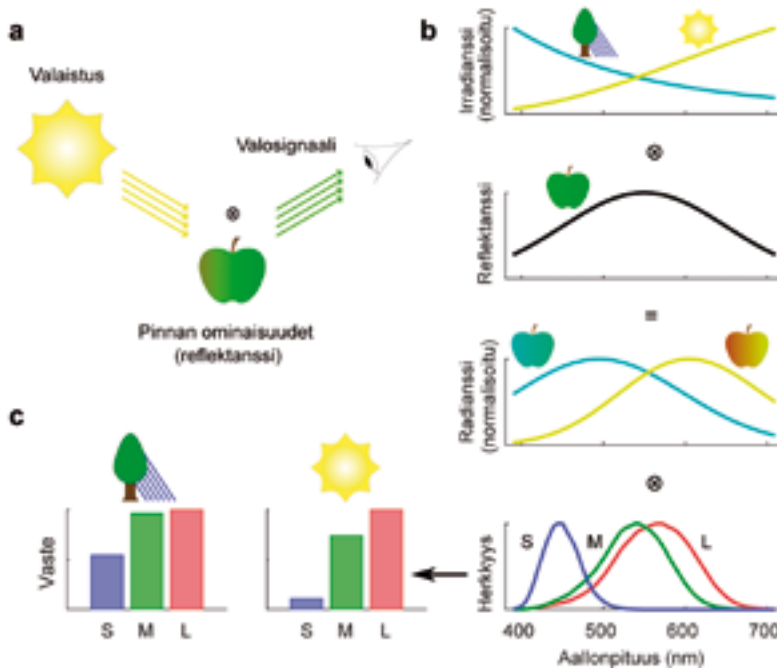 a
Valaistus
Valosignaali
⊗
Pinnan ominaisuudet
(reflektanssi)
b
Irradianssi
(normalisoitu)
⊗
Reflektanssi
=
Radianssi
(normalisoitu)
⊗
Herkkyys
S
M
L
400
500
600
700
Aallonpituus (nm)
c
Vaste
S M L
S M L